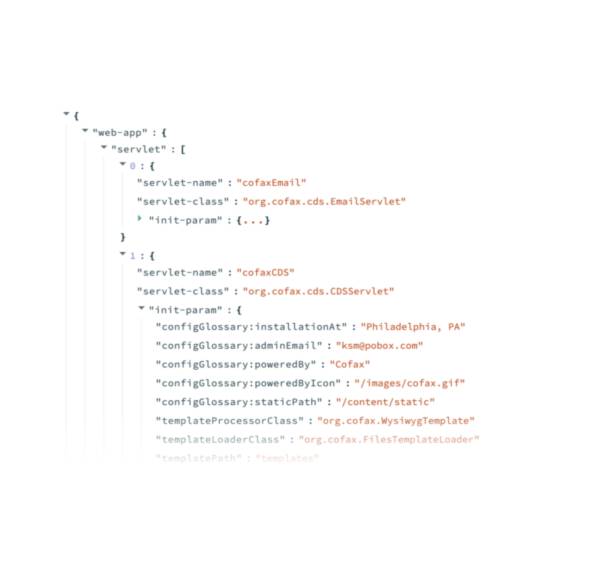 {
"web-app" : {
"servlet" : [
0 : {
"servlet-name" : "cofaxEmail"
"servlet-class" : "org.cofax.cds.EmailServlet"
"init-param" : {...}
}
1 : {
"servlet-name" : "cofaxCDS"
"servlet-class" : "org.cofax.cds.CDSServlet"
"init-param" : {
"configGlossary:installationAt" : "Philadelphia, PA"
"configGlossary:adminEmail" : "ksm@pobox.com"
"configGlossary:poweredBy" : "Cofax"
"configGlossary:poweredByIcon" : "/images/cofax.gif"
"configGlossary:staticPath" : "/content/static"
"templateProcessorClass" : "org.cofax.WysiwygTemplate"
"templateLoaderClass" : "org.cofax.FilesTemplateLoader"
"templatePath" : "templates"